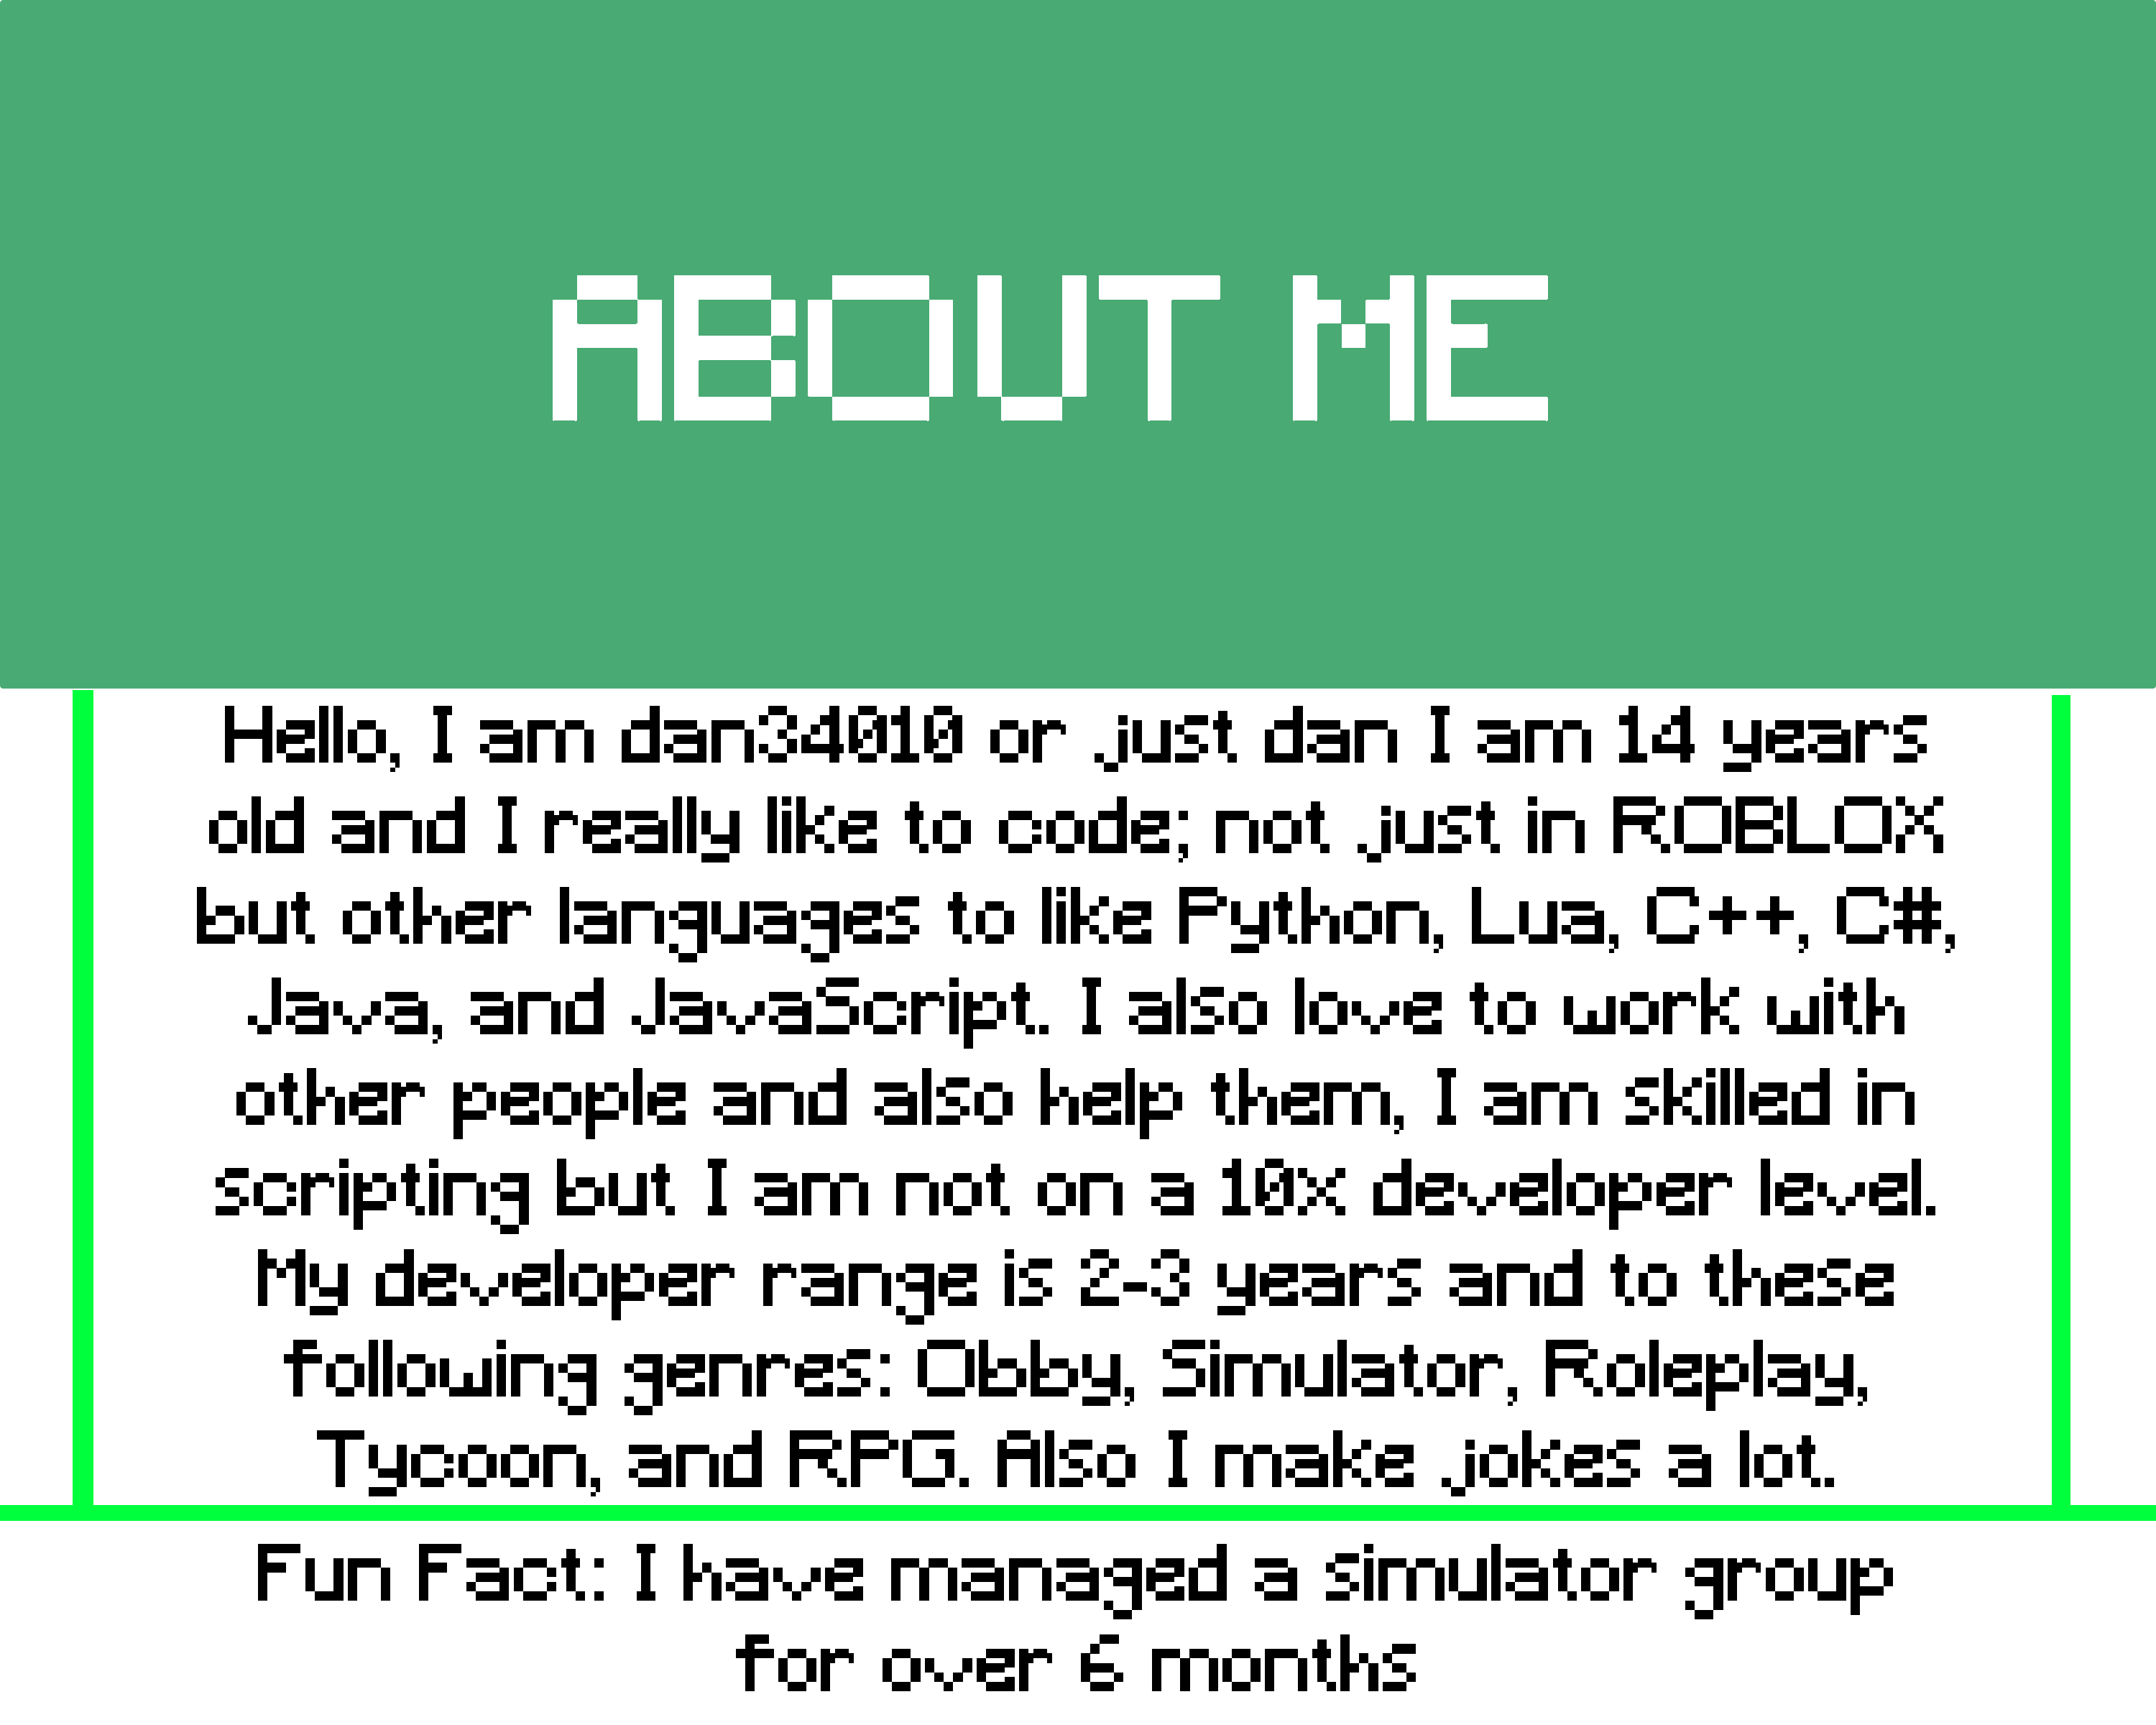 ABOUT ME
Hello, I am dan34010 or just dan I am 14 years
old and I really like to code; not just in ROBLOX
but other languages to like Python, Lua, C++, C#,
Java, and JavaScript. I also love to work with
other people and also help them, I am skilled in
scripting but I am not on a 10x developer level.
My developer range is 2-3 years and to these
following genres: Obby, Simulator, Roleplay,
Tycoon, and RPG. Also I make jokes a lot.
Fun Fact: I have managed a simulator group
for over 6 months